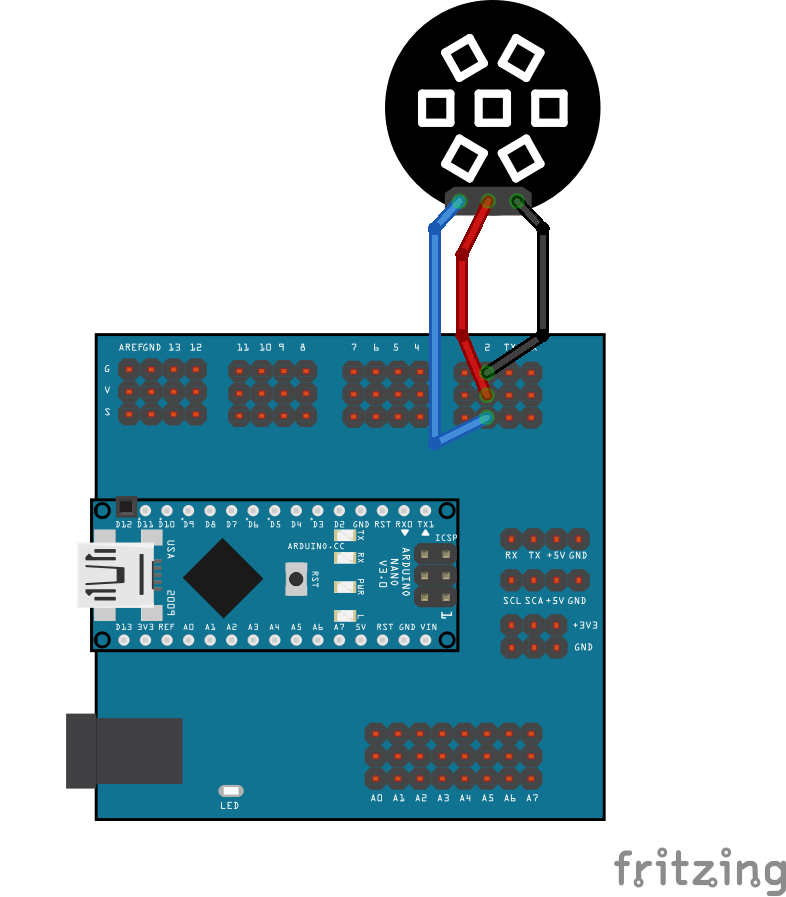 AREF GND 13 12 11 10 9 8 7 6 5 4 2 TX
G
V
S
D12 D11 D10 D9 D8 D7 D6 D5 D4 D3 D2 GND RST RX0 TX1
ICSP
TX
RX
PWR
L
ARDUINO.CC
RST
ARDUINO
NANO
V3.0
USA
2009
1
D13 3V3 REF A0 A1 A2 A3 A4 A5 A6 A7 5V RST GND VIN
RX TX +5V GND
SCL SCA +5V GND
+3V3
GND
A0 A1 A2 A3 A4 A5 A6 A7
LED
fritzing